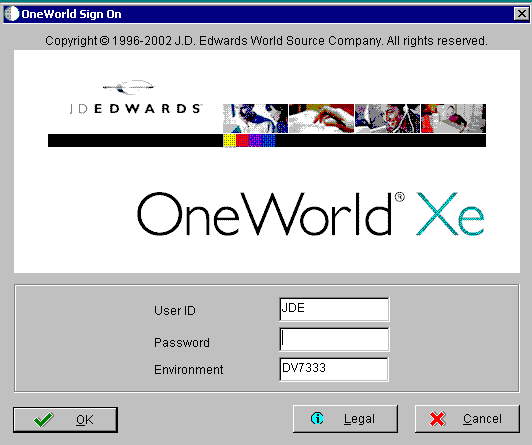 OneWorld Sign On
Copyright © 1996-2002 J.D. Edwards World Source Company. All rights reserved.
JDEDWARDS
OneWorld® Xe
User ID JDE
Password
Environment DV7333
OK Legal Cancel